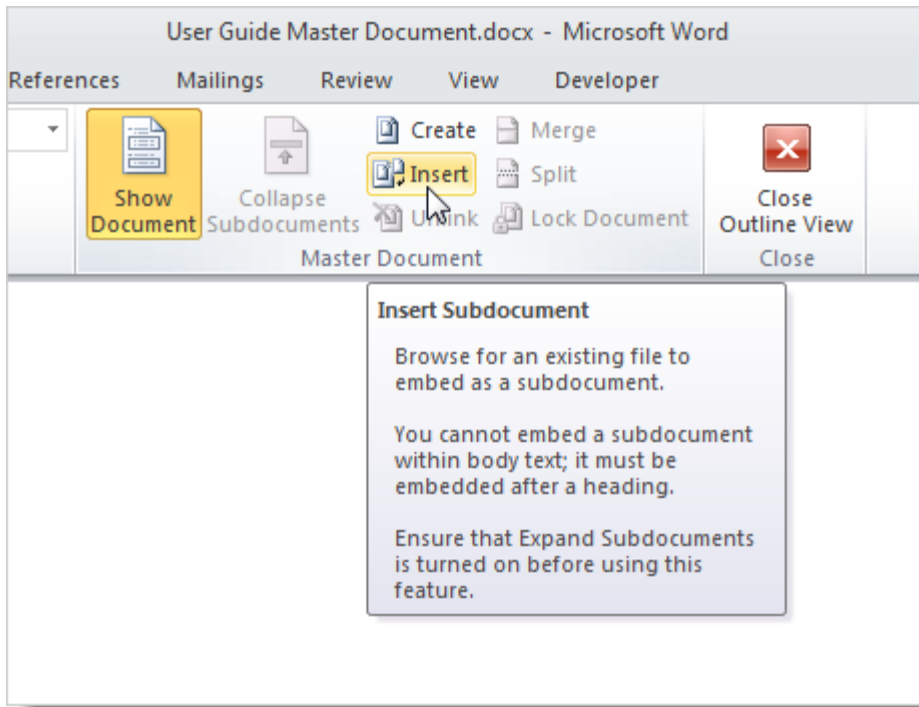 User Guide Master Document.docx - Microsoft Word
References Mailings Review View Developer
Show Document
Collapse Subdocuments
Create
Insert
Unlink
Merge
Split
Lock Document
Master Document
Close Outline View
Close
Insert Subdocument
Browse for an existing file to
embed as a subdocument.
You cannot embed a subdocument
within body text; it must be
embedded after a heading.
Ensure that Expand Subdocuments
is turned on before using this
feature.